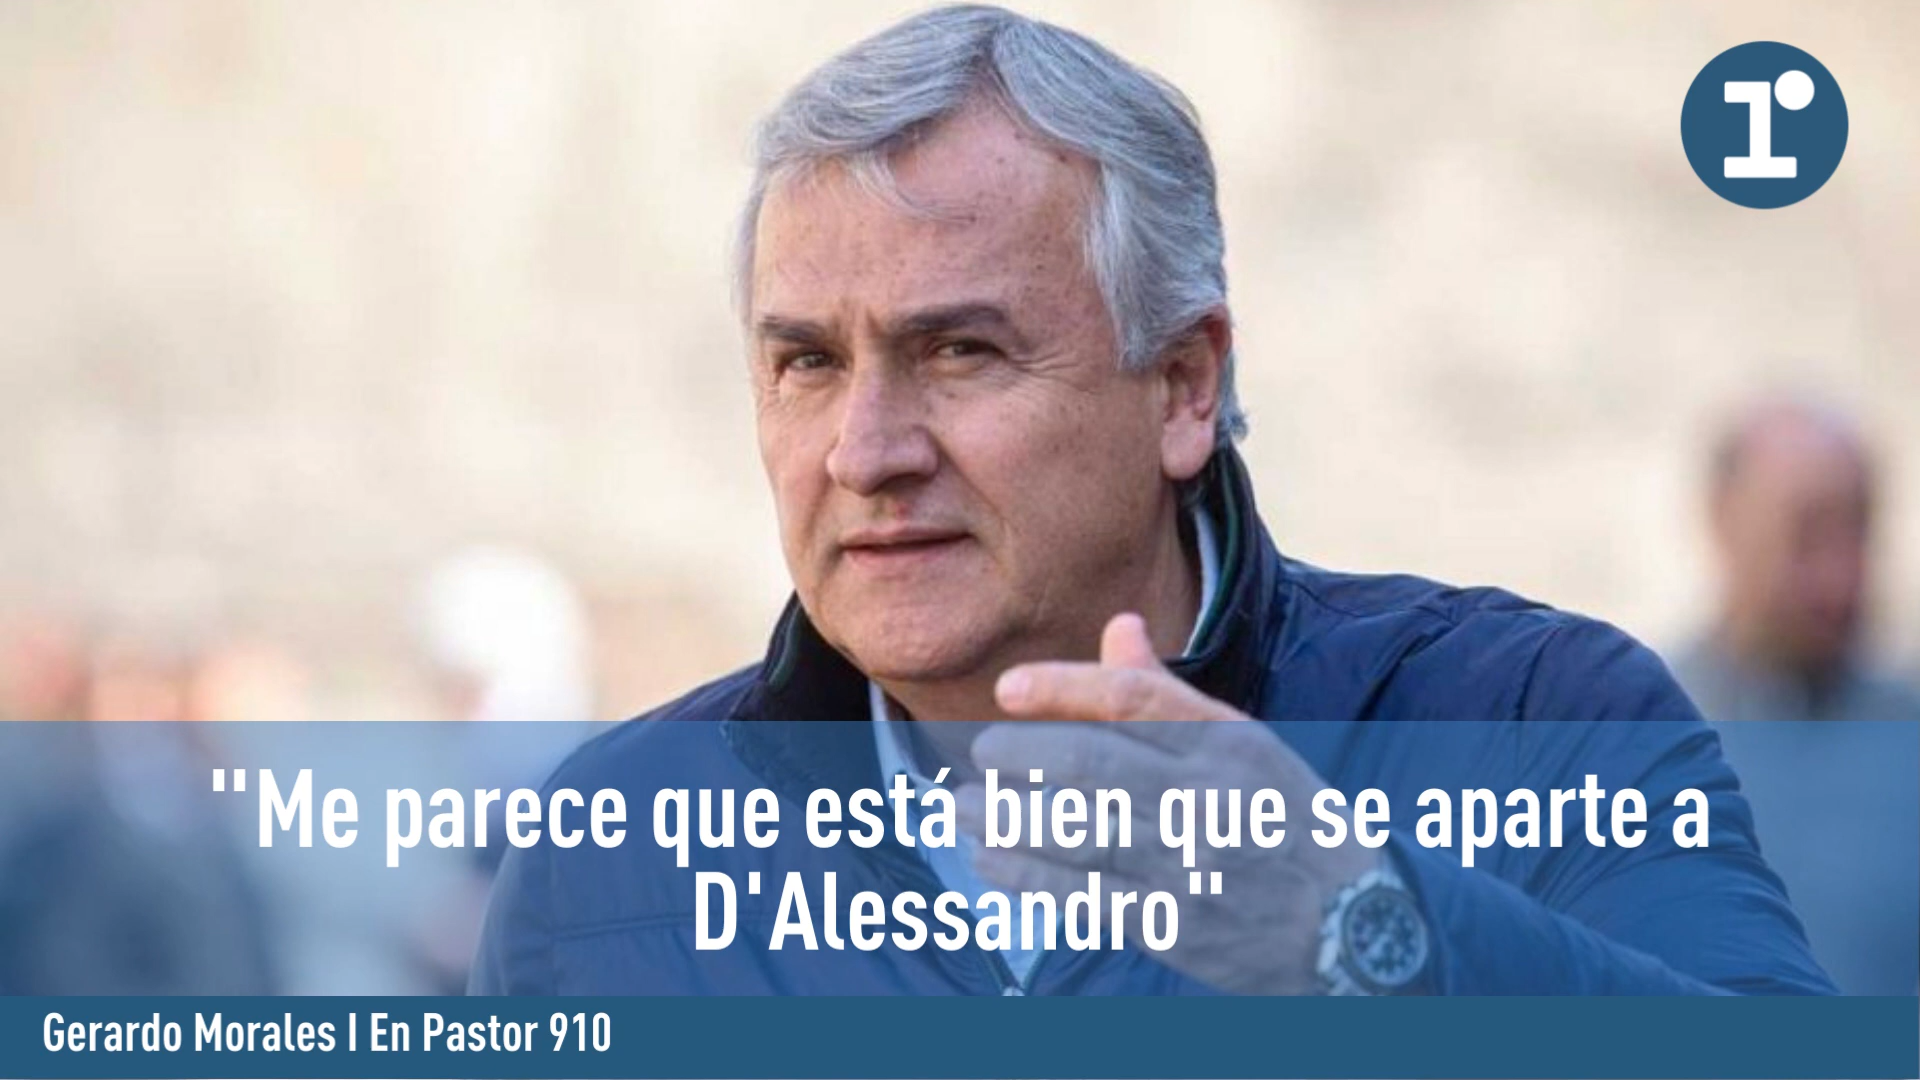 "Me parece que está bien que se aparte a
D'Alessandro"
Gerardo Morales I En Pastor 910